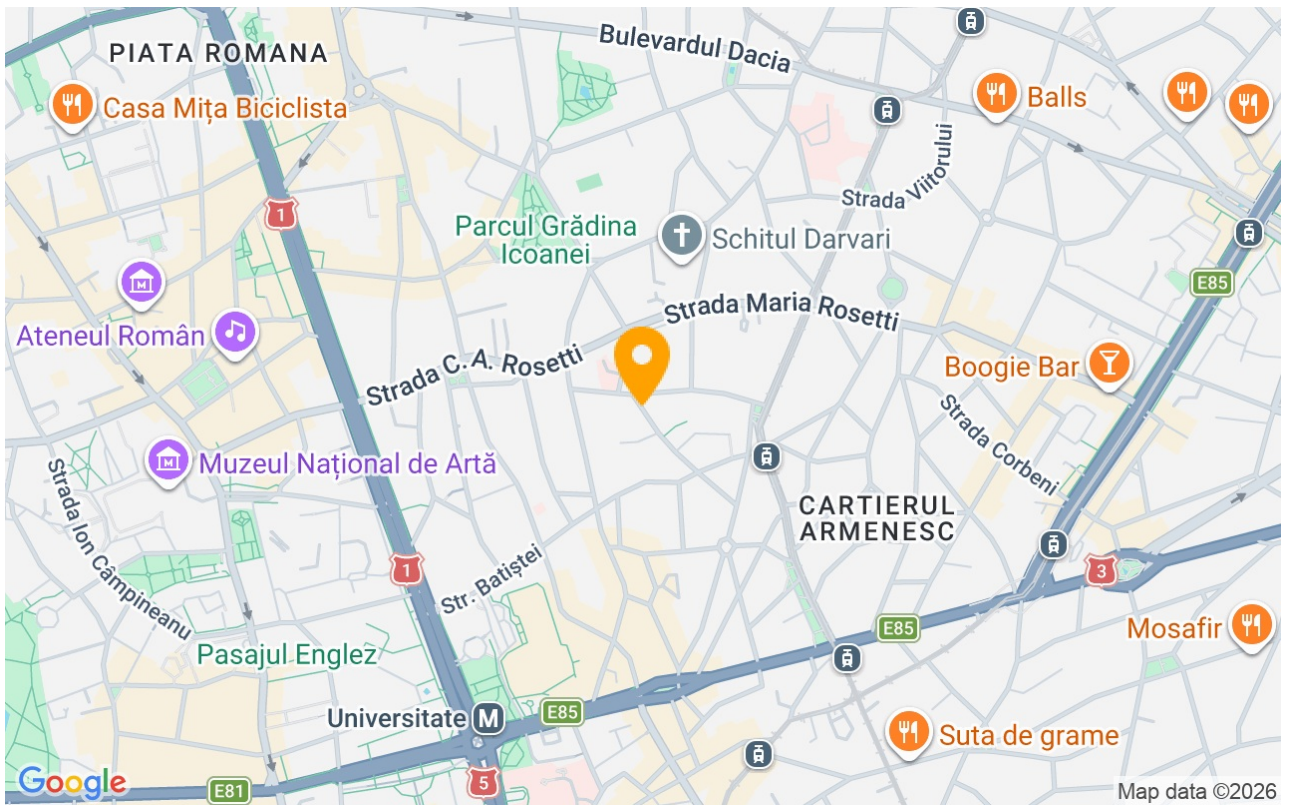 Bulevardul Dacia
PIATA ROMANA
Casa Mița Biciclista
Balls
Strada Viitorului
1
Parcul Grădina
Icoanei
Schitul Darvari
E85
Strada Maria Rosetti
Ateneul Român
Strada C. A. Rosetti
Boogie Bar
Strada Corbeni
Muzeul Național de Artă
Strada Ion Câmpineanu
CARTIERUL
ARMENESC
1
3
Str. Batiștei
E85
Mosafir
Pasajul Englez
Universitate M
E85
Suta de grame
Google
E81
5
Map data ©2026